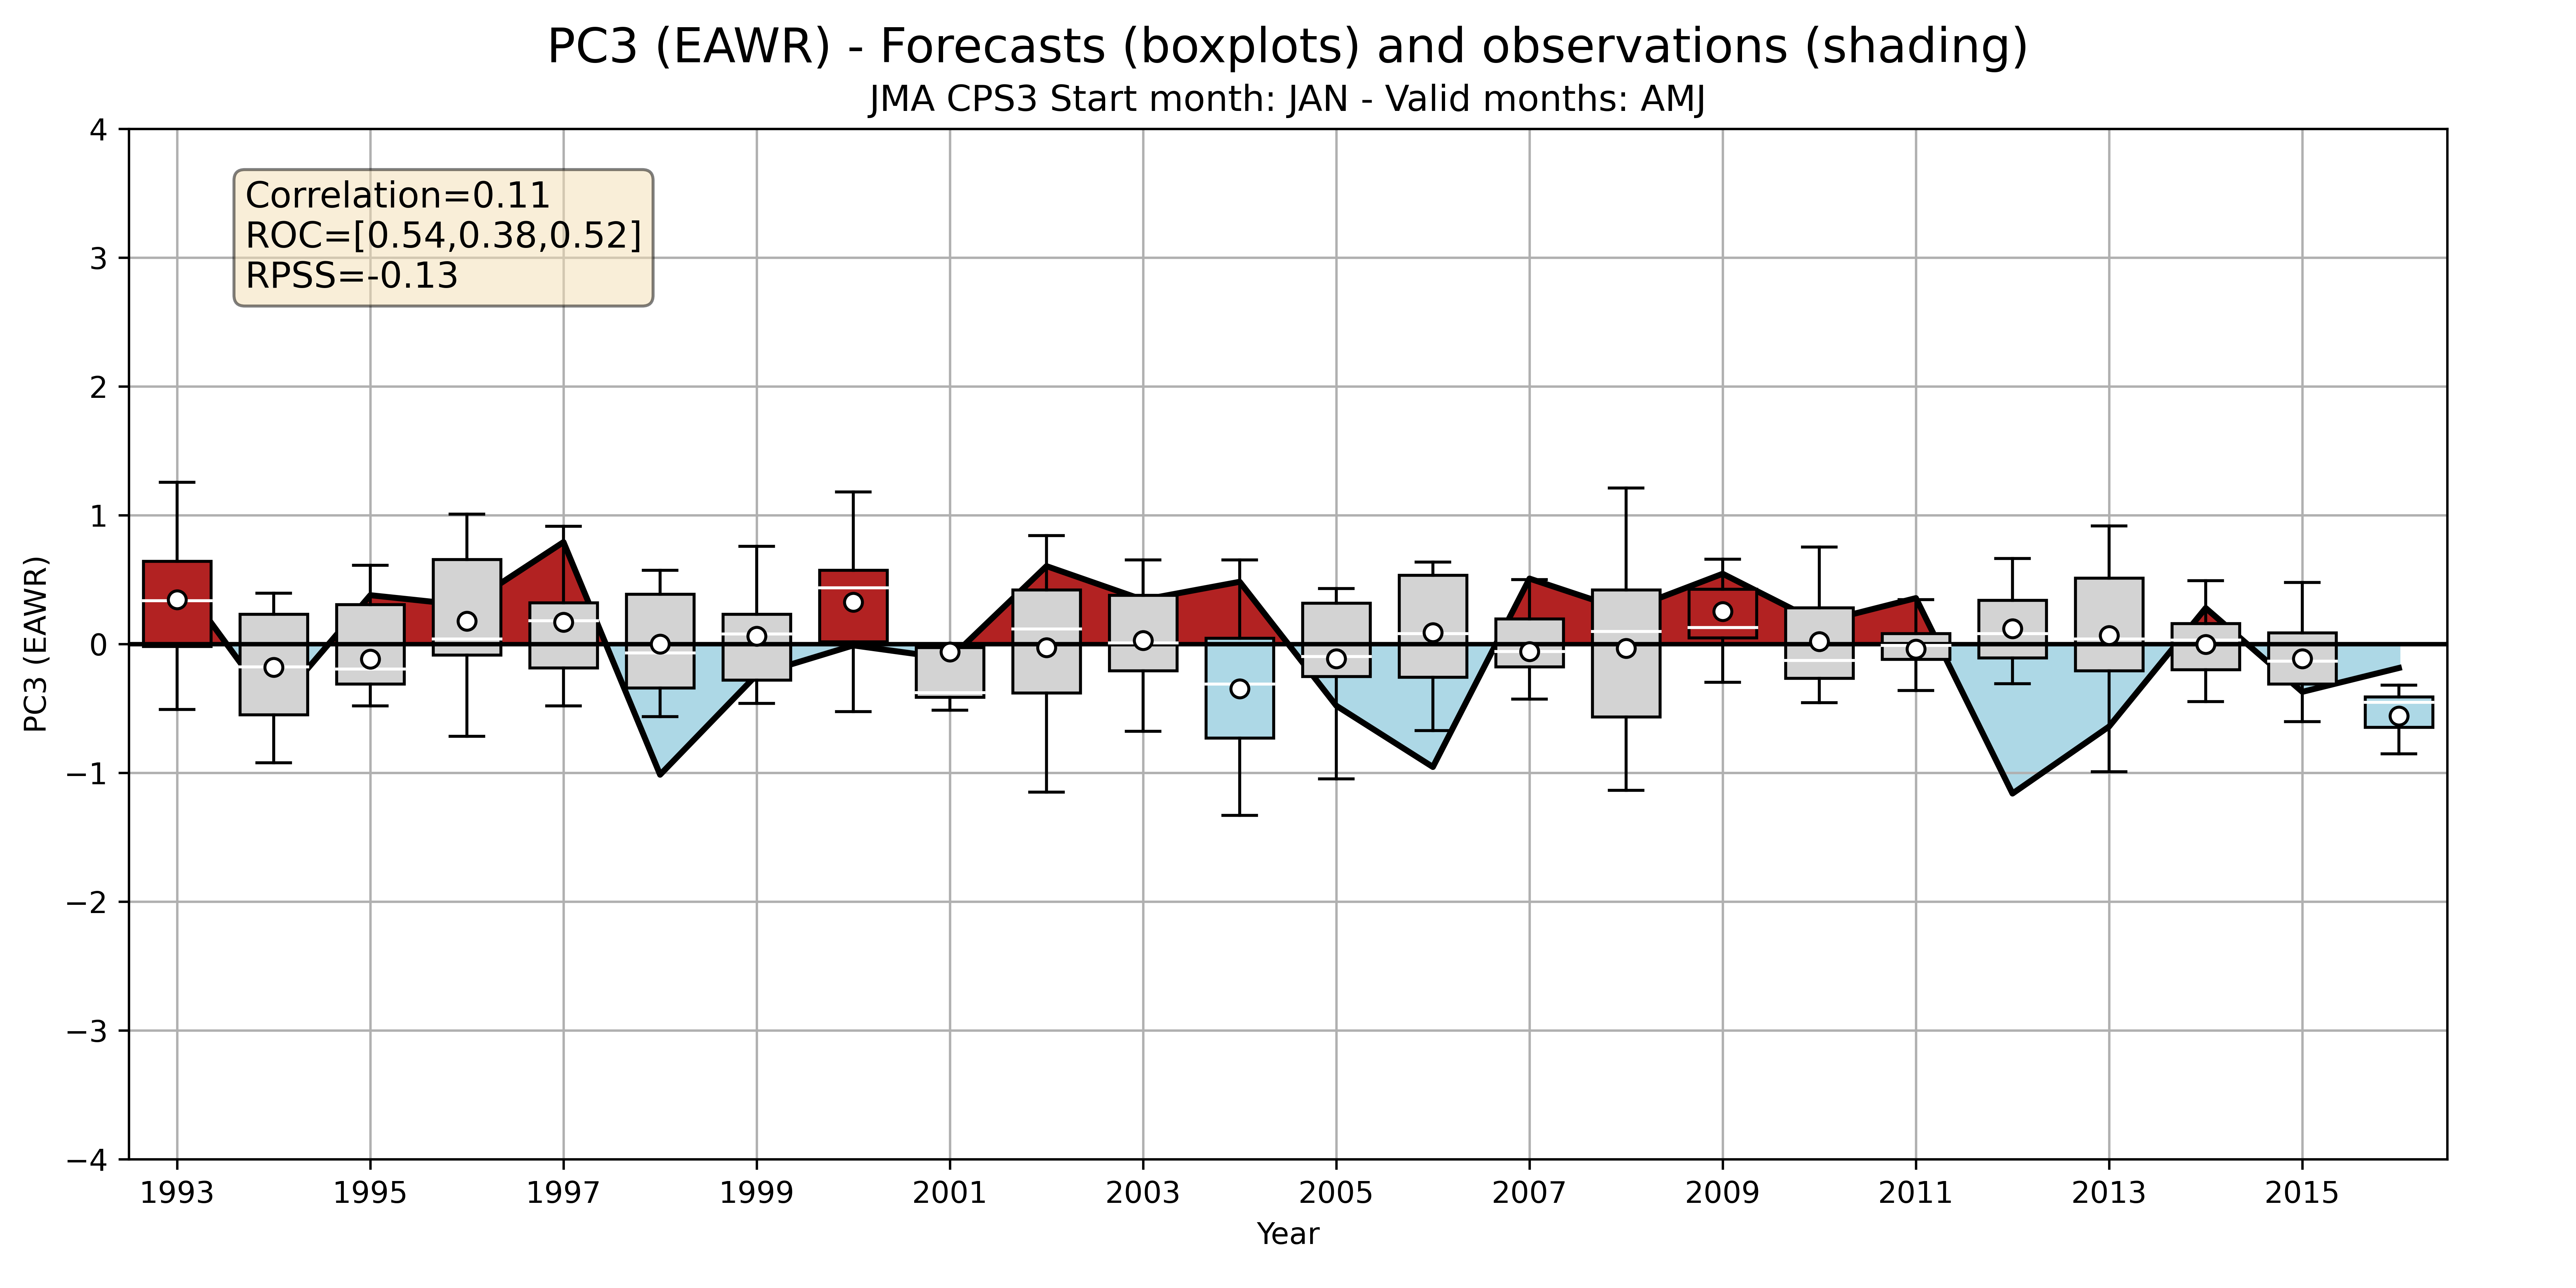 PC3 (EAWR) - Forecasts (boxplots) and observations (shading)
JMA CPS3 Start month: JAN - Valid months: AMJ
Correlation=0.11
ROC=[0.54,0.38,0.52]
RPSS=-0.13
PC3 (EAWR)
4
3
2
1
0
−1
−2
−3
−4
1993 1995 1997 1999 2001 2003 2005 2007 2009 2011 2013 2015
Year